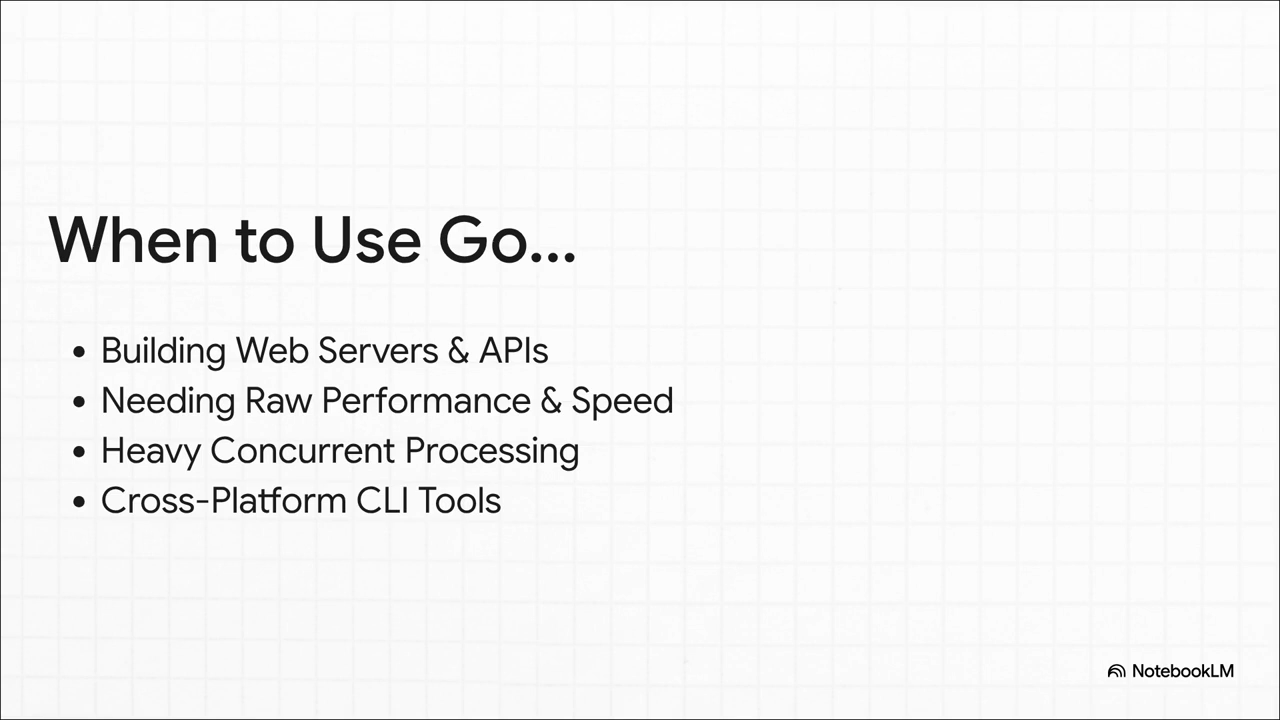 When to Use Go...
• Building Web Servers & APIs
• Needing Raw Performance & Speed
• Heavy Concurrent Processing
• Cross-Platform CLI Tools
NotebookLM